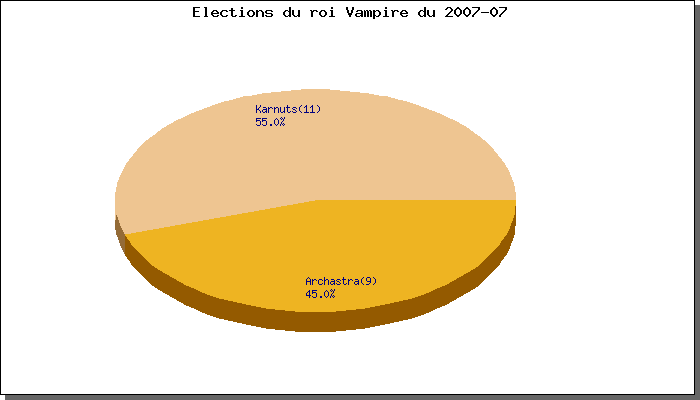 Elections du roi Vampire du 2007-07
Karnuts(11)
55.0%
Archastra(9)
45.0%